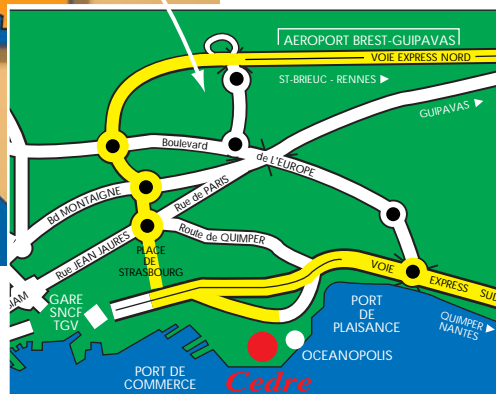 AEROPORT BREST-GUIPAVAS
VOIE EXPRESS NORD
ST-BRIEUC - RENNES
GUIPAVAS
Boulevard
de L'EUROPE
Bd MONTAIGNE
Rue de PARIS
Rue JEAN JAURES
Route de QUIMPER
PLACE
DE
STRASBOURG
SIAM
GARE
SNCF
TGV
VOIE
EXPRESS SUD
PORT
DE
PLAISANCE
QUIMPER
NANTES
OCEANOPOLIS
PORT DE
COMMERCE
Cedre